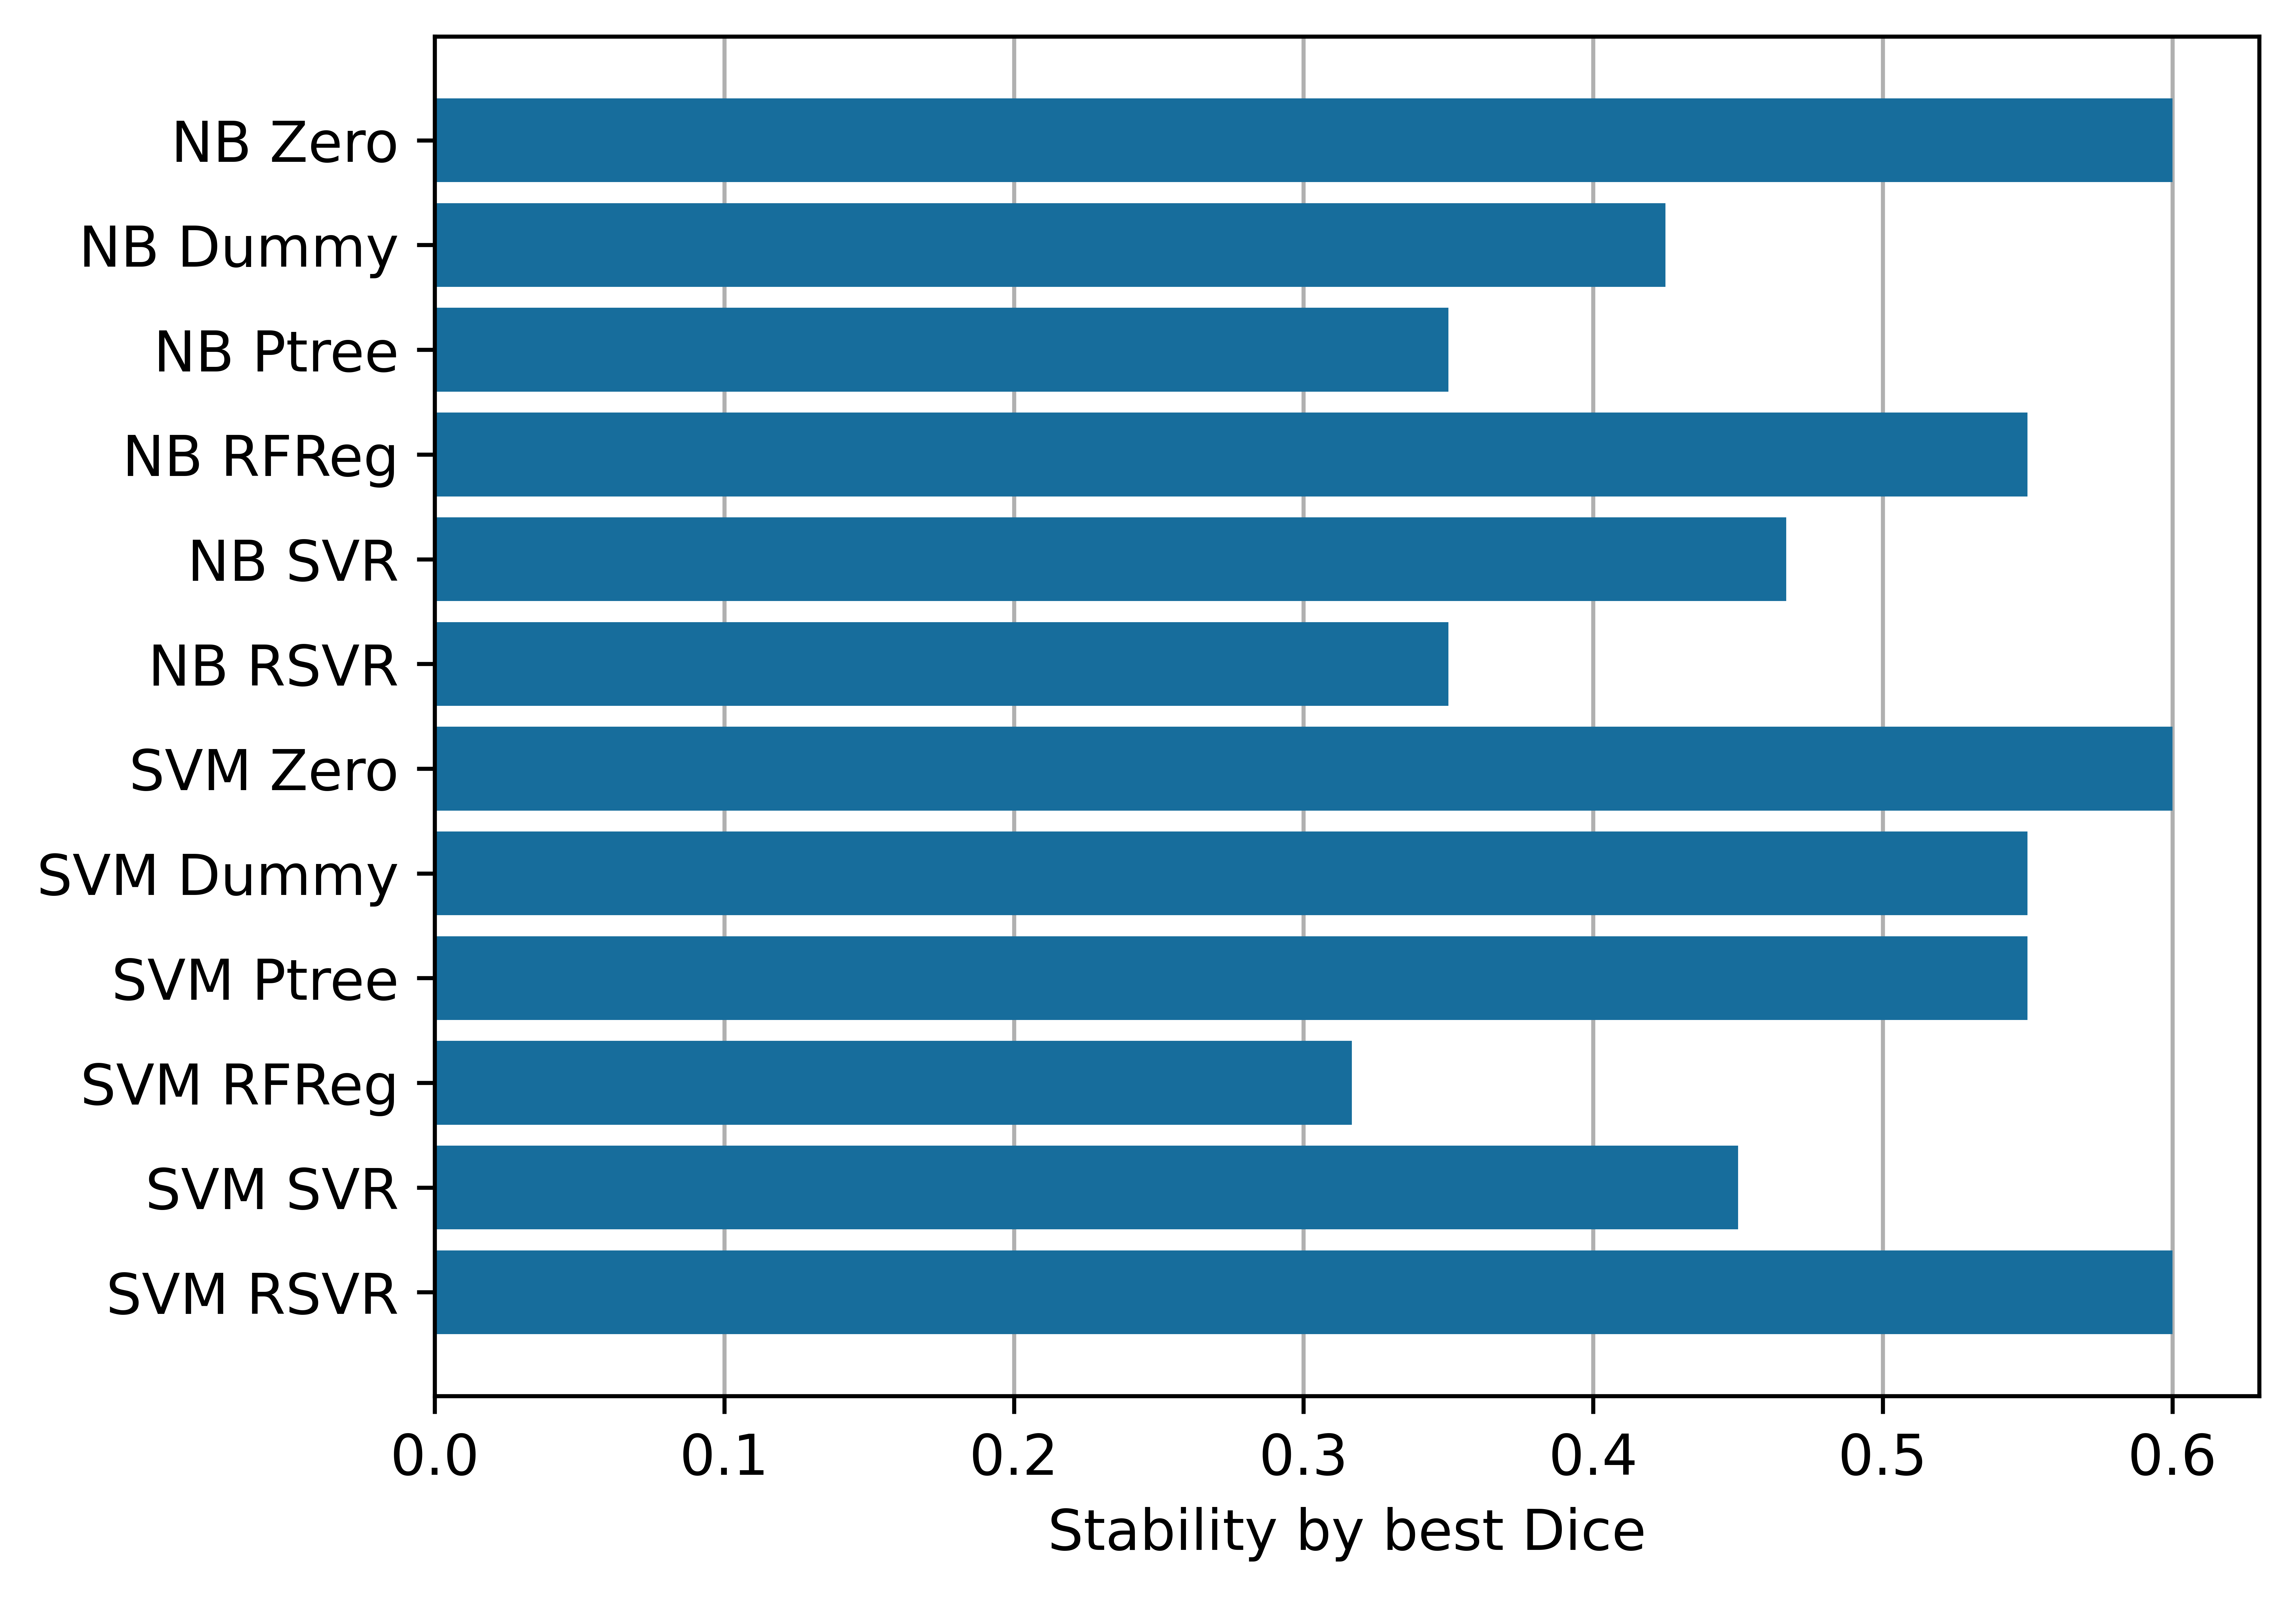 NB Zero
NB Dummy
NB Ptree
NB RFReg
NB SVR
NB RSVR
SVM Zero
SVM Dummy
SVM Ptree
SVM RFReg
SVM SVR
SVM RSVR
0.0 0.1 0.2 0.3 0.4 0.5 0.6
Stability by best Dice